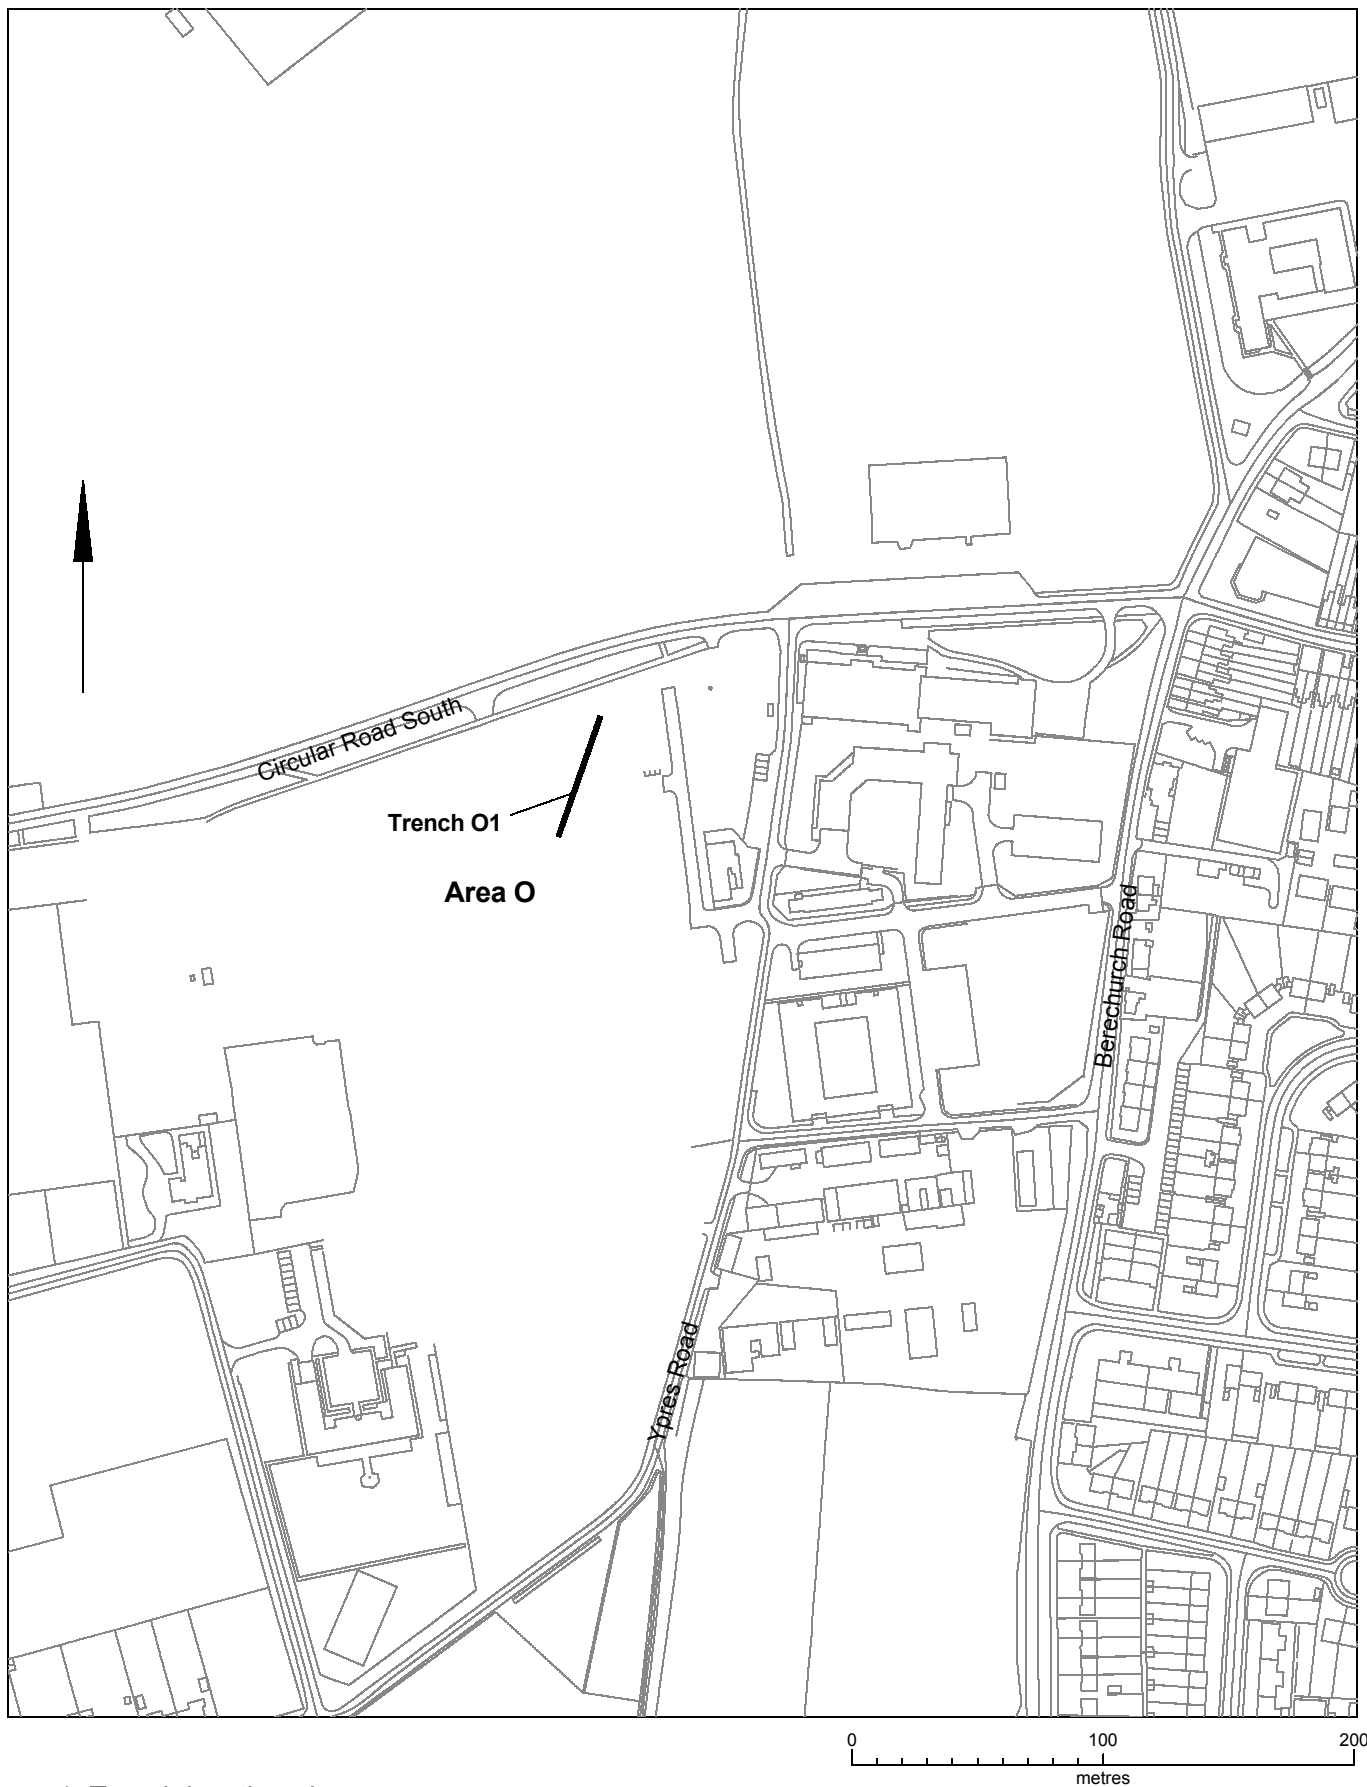 Circular Road South
Trench O1
Area O
Berechurch Road
Ypres Road
0 100 200
metres